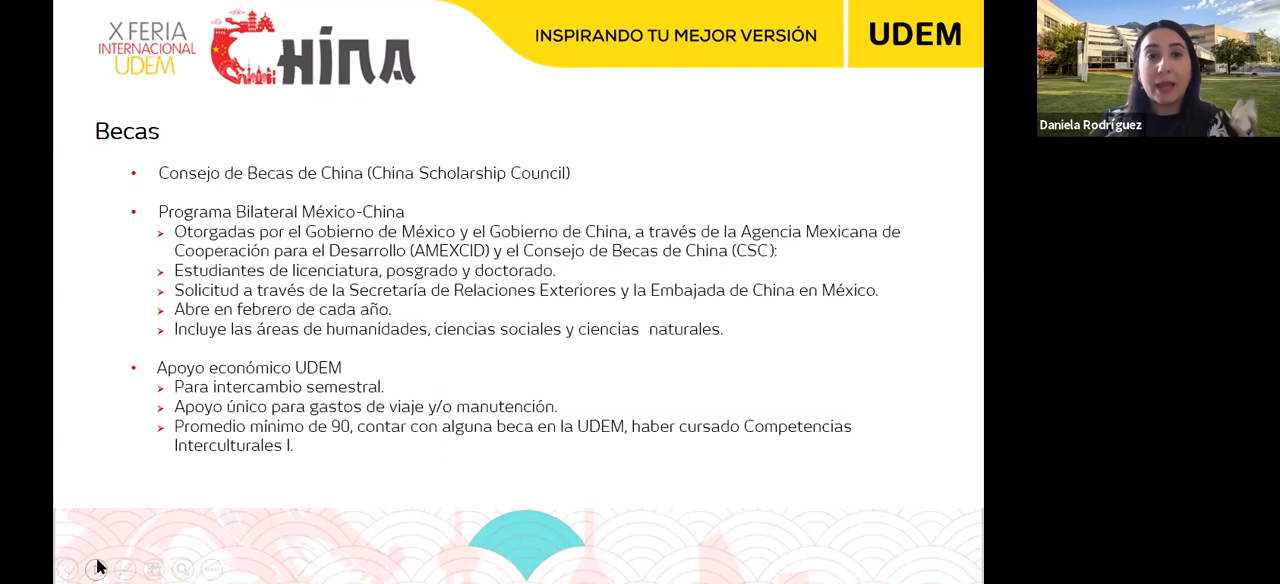 X FERIA
INTERNACIONAL
UDEM
CHINA
INSPIRANDO TU MEJOR VERSIÓN
UDEM
Daniela Rodríguez
Becas
• Consejo de Becas de China (China Scholarship Council)
• Programa Bilateral México-China
➤ Otorgadas por el Gobierno de México y el Gobierno de China, a través de la Agencia Mexicana de
Cooperación para el Desarrollo (AMEXCID) y el Consejo de Becas de China (CSC):
➤ Estudiantes de licenciatura, posgrado y doctorado.
➤ Solicitud a través de la Secretaría de Relaciones Exteriores y la Embajada de China en México.
➤ Abre en febrero de cada año.
➤ Incluye las áreas de humanidades, ciencias sociales y ciencias naturales.
• Apoyo económico UDEM
➤ Para intercambio semestral.
➤ Apoyo único para gastos de viaje y/o manutención.
➤ Promedio mínimo de 90, contar con alguna beca en la UDEM, haber cursado Competencias
Interculturales I.